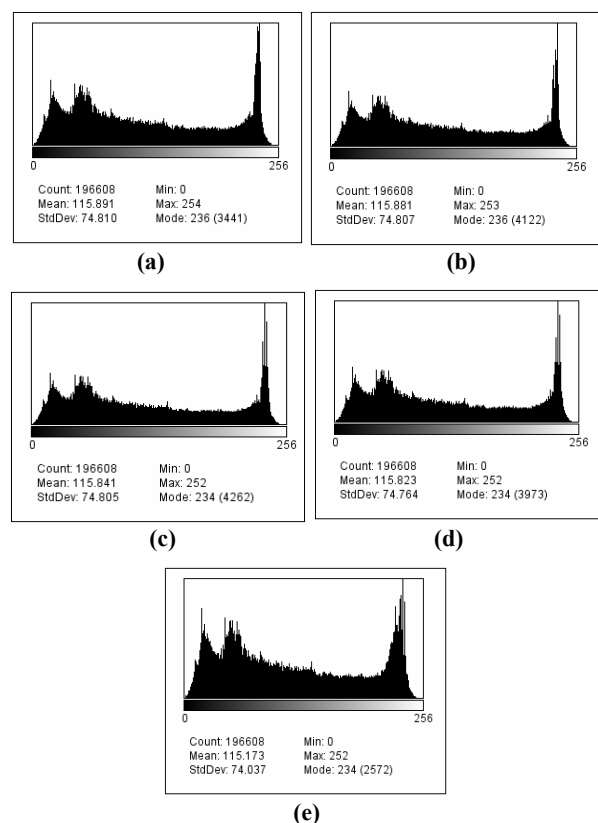 0 256
Count: 196608 Min: 0
Mean: 115.891 Max: 254
StdDev: 74.810 Mode: 236 (3441)
(a)
0 256
Count: 196608 Min: 0
Mean: 115.881 Max: 253
StdDev: 74.807 Mode: 236 (4122)
(b)
0 256
Count: 196608 Min: 0
Mean: 115.841 Max: 252
StdDev: 74.805 Mode: 234 (4262)
(c)
0 256
Count: 196608 Min: 0
Mean: 115.823 Max: 252
StdDev: 74.764 Mode: 234 (3973)
(d)
0 256
Count: 196608 Min: 0
Mean: 115.173 Max: 252
StdDev: 74.037 Mode: 234 (2572)
(e)